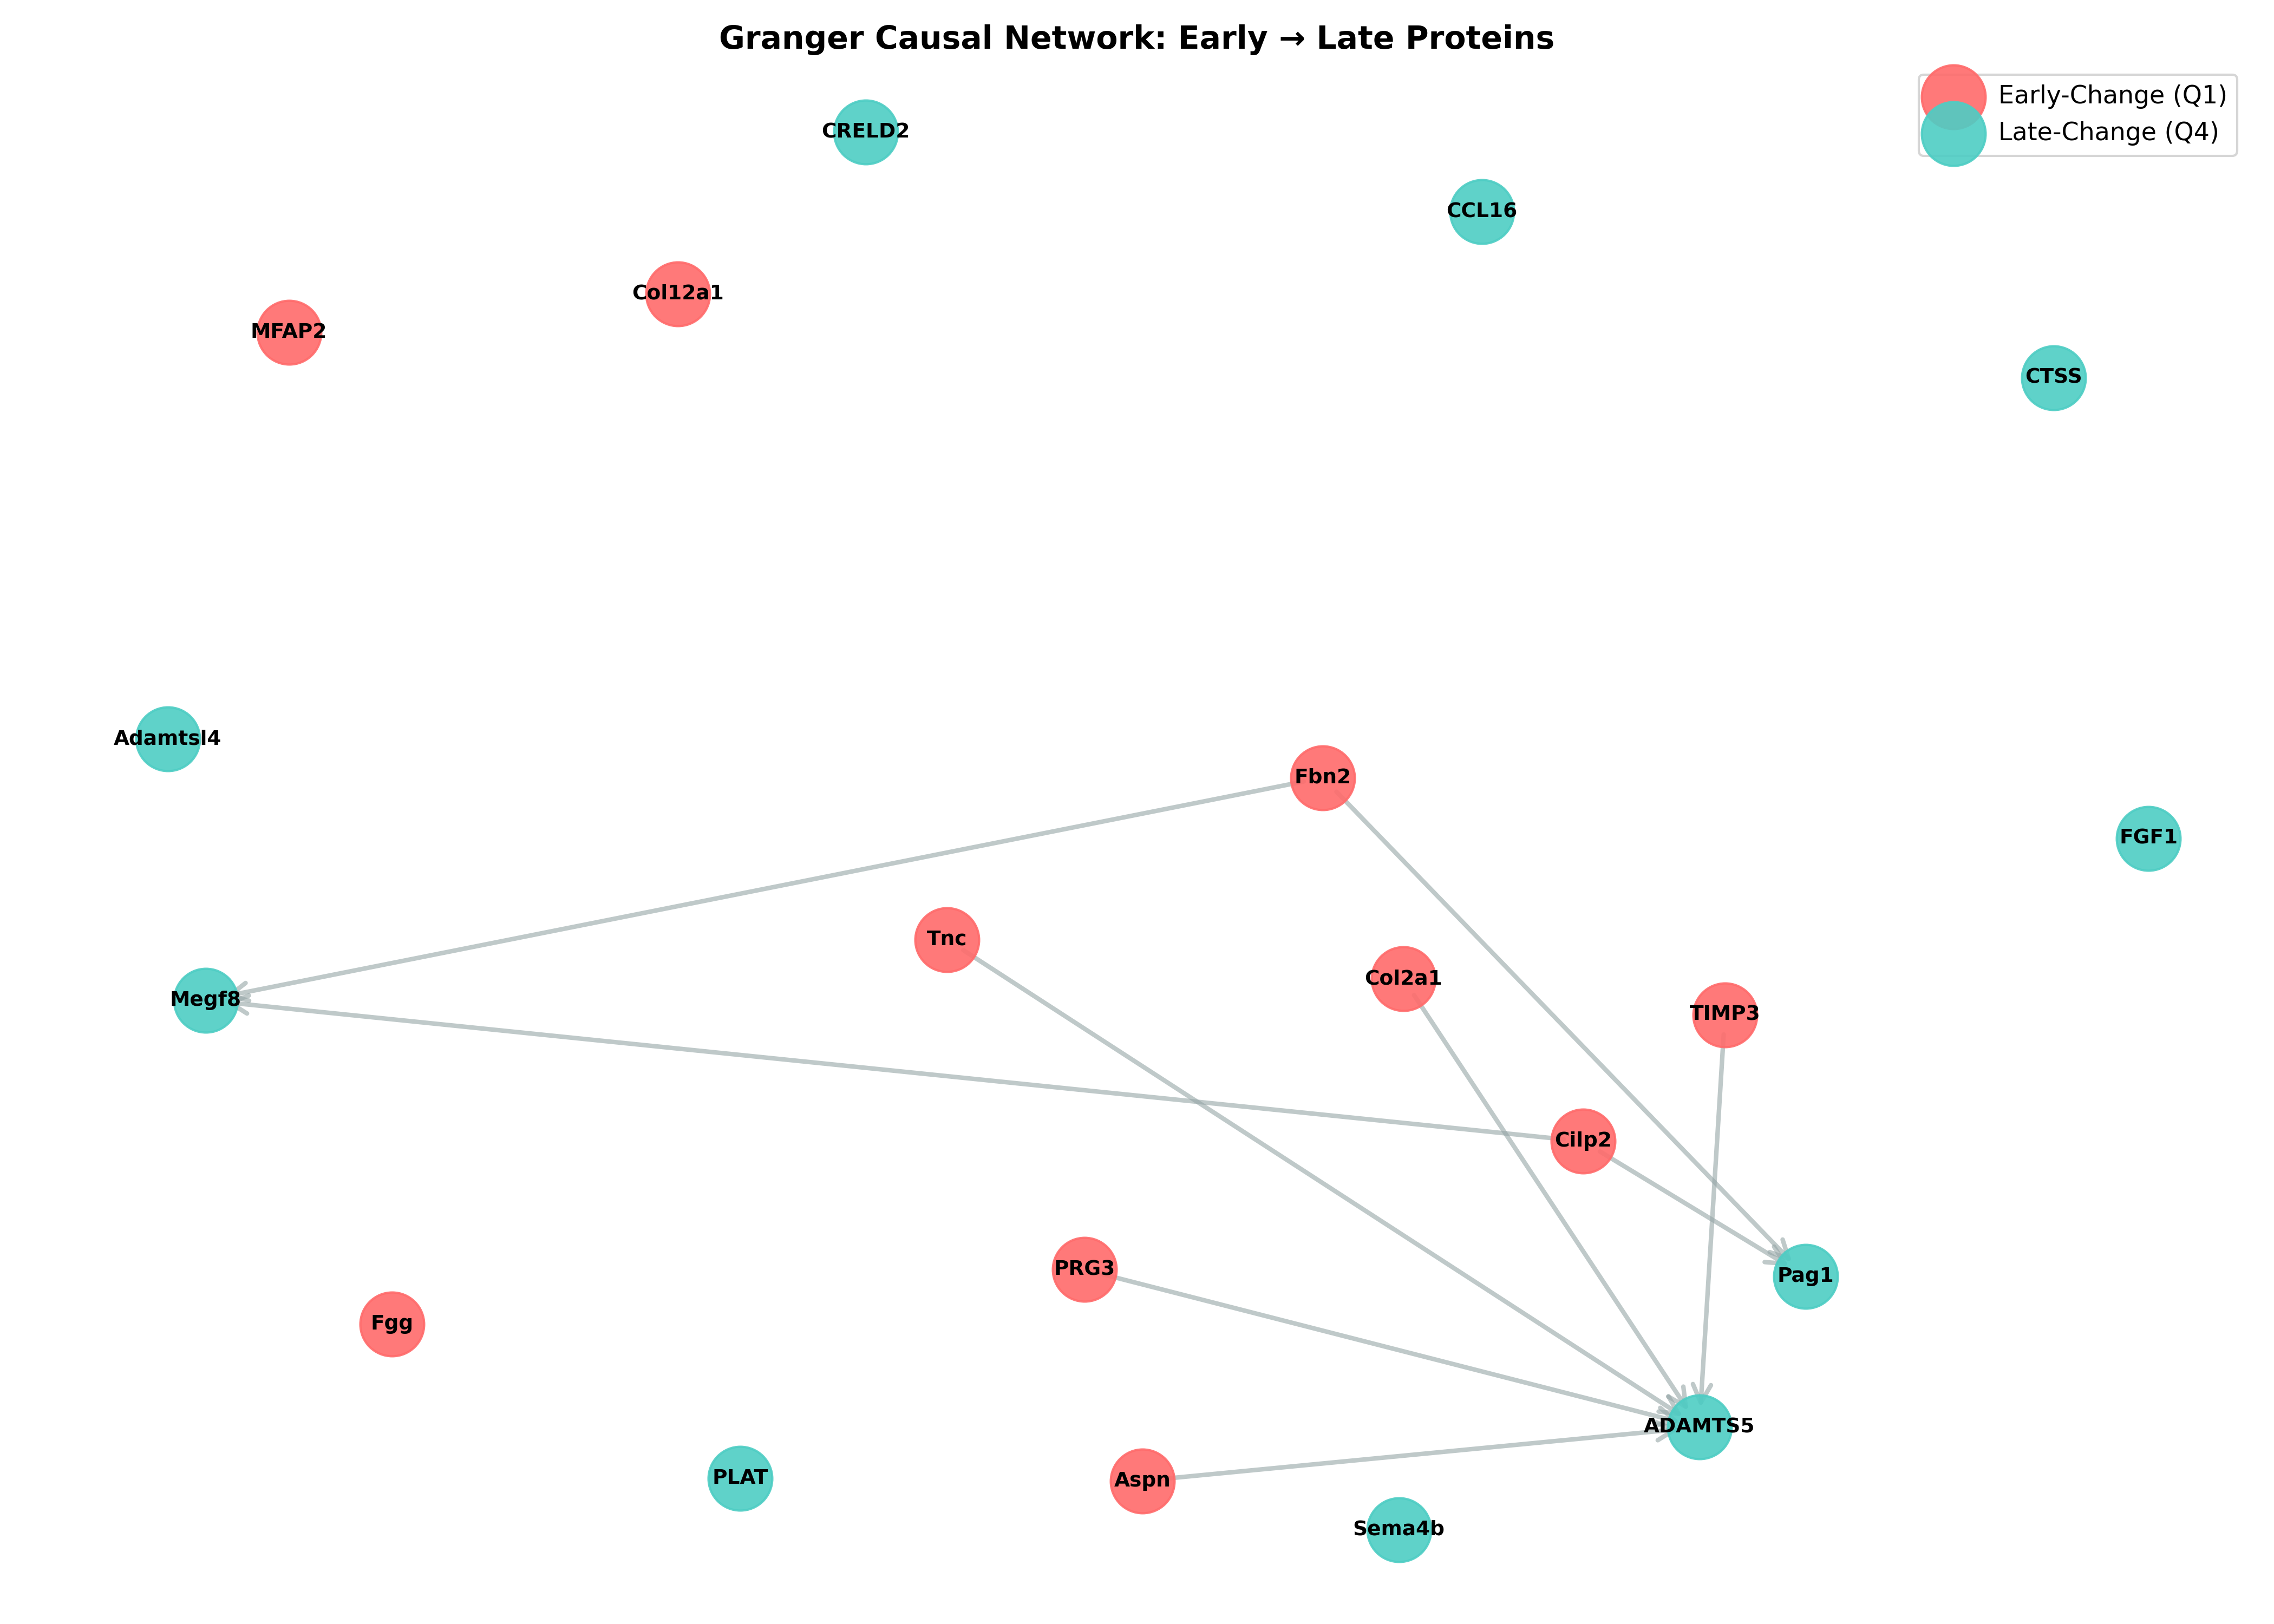 Granger Causal Network: Early → Late Proteins
Early-Change (Q1)
Late-Change (Q4)
CRELD2
CCL16
Col12a1
MFAP2
CTSS
Adamtsl4
Fbn2
FGF1
Tnc
Col2a1
Megf8
TIMP3
Cilp2
PRG3
Pag1
Fgg
ADAMTS5
PLAT
Aspn
Sema4b